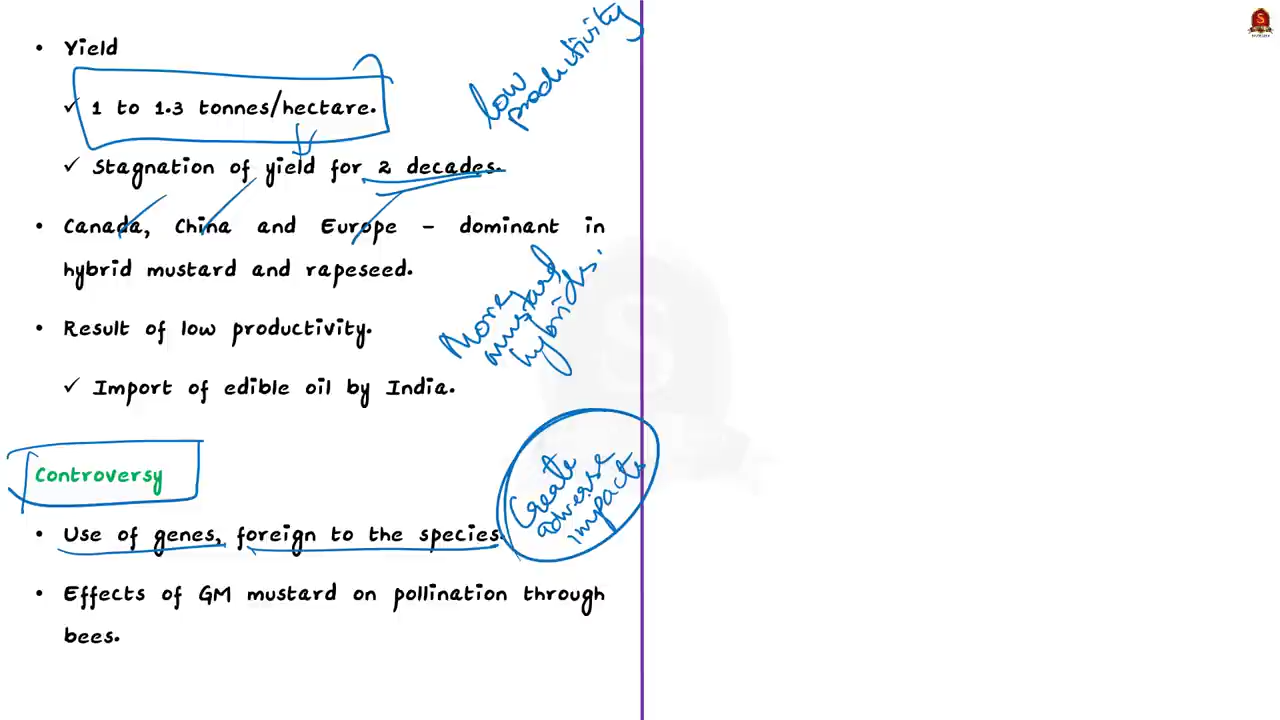 • Yield
✓ 1 to 1.3 tonnes/hectare.
low
productivity
✓ Stagnation of yield for 2 decades.
• Canada, China and Europe – dominant in
hybrid mustard and rapeseed.
More
mustard
hybrids.
• Result of low productivity.
✓ Import of edible oil by India.
Controversy
Create
adverse
impacts
• Use of genes, foreign to the species.
• Effects of GM mustard on pollination through
bees.
S